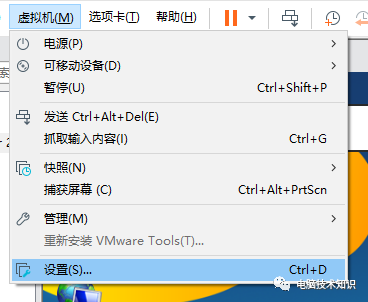 虚拟机(M) 选项卡(T) 帮助(H)
电源(P)
可移动设备(D)
暂停(U) Ctrl+Shift+P
发送 Ctrl+Alt+Del(E)
抓取输入内容(I) Ctrl+G
快照(N)
捕获屏幕 (C) Ctrl+Alt+PrtScn
管理(M)
重新安装 VMware Tools(T)...
设置(S)... Ctrl+D
电脑技术知识